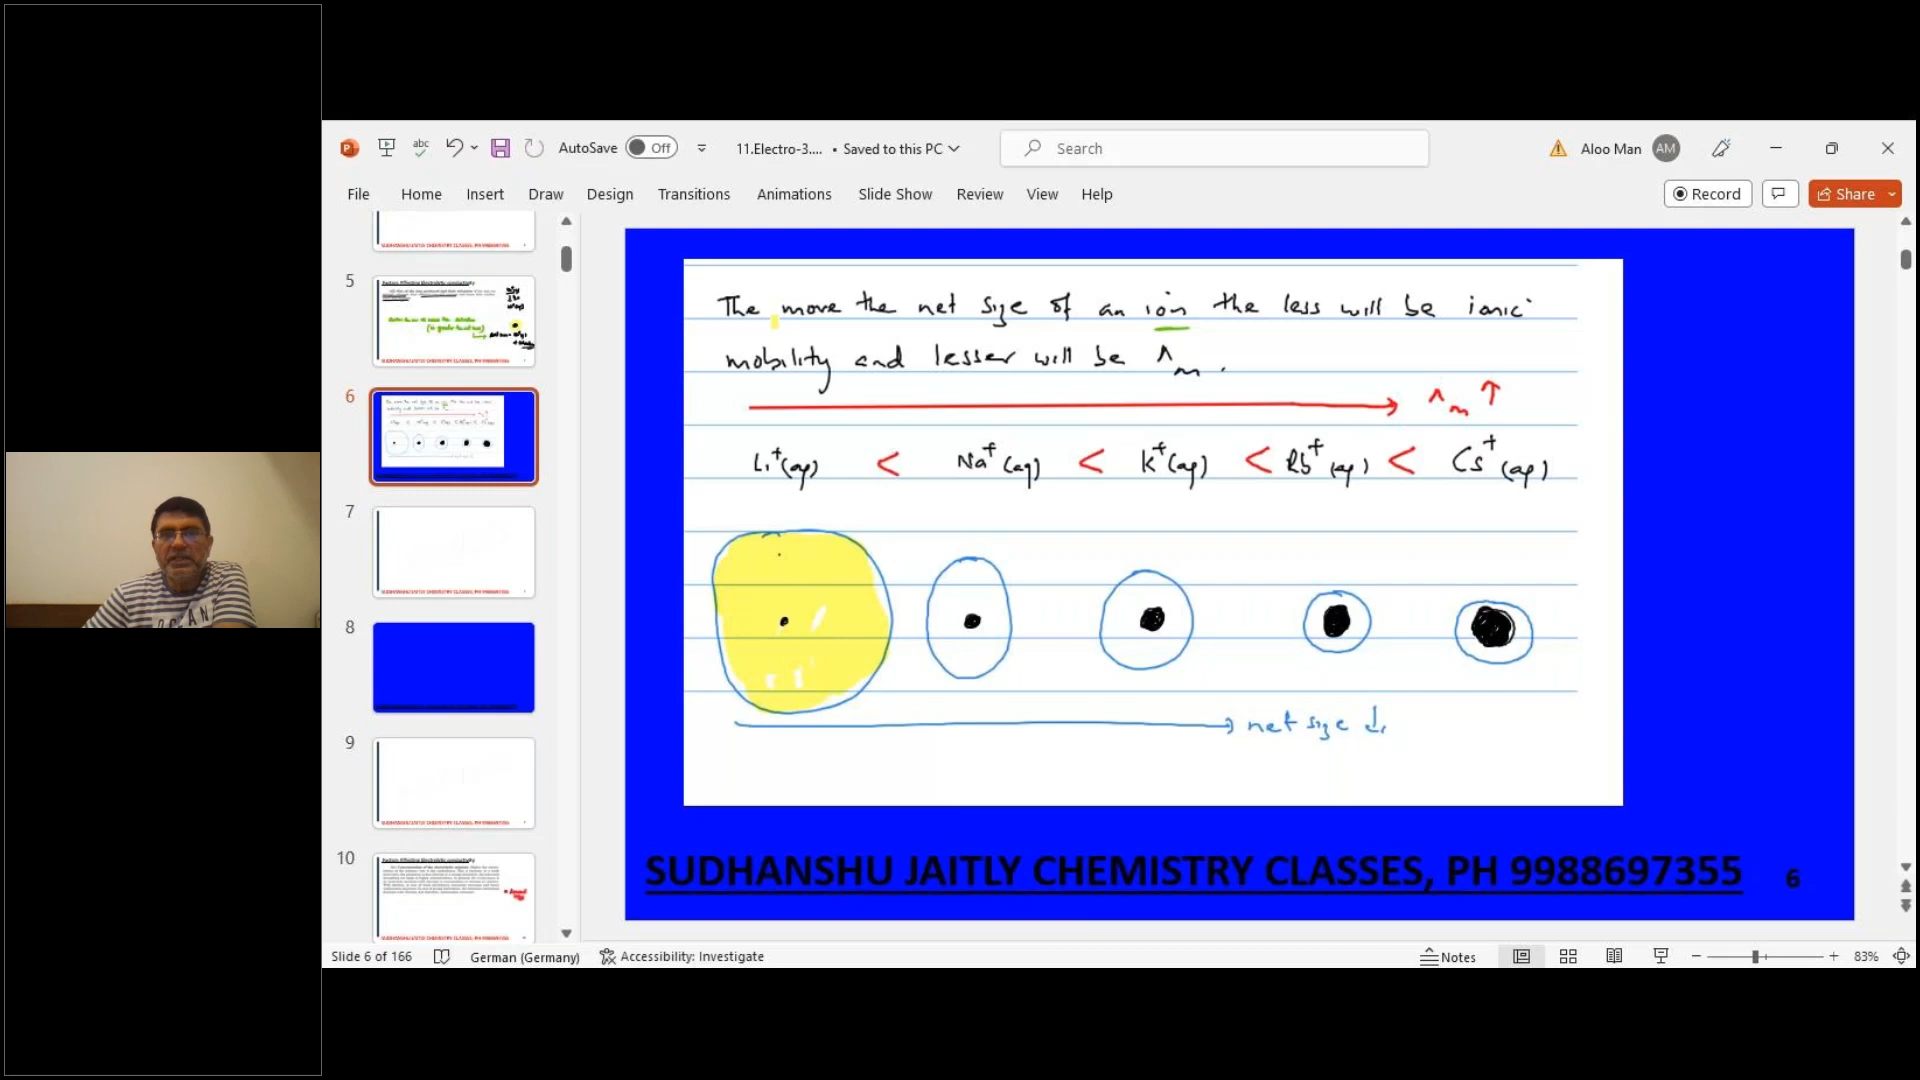 AutoSave Off 11.Electro-3.... • Saved to this PC Search Aloo Man AM
File Home Insert Draw Design Transitions Animations Slide Show Review View Help Record Share
5
6
7
8
9
10
The more the net size of an ion the less will be ionic
mobility and lesser will be Λm.
Λm ↑
Li+(aq) < Na+(aq) < K+(aq) < Rb+(aq) < Cs+(aq)
net size ↓
SUDHANSHU JAITLY CHEMISTRY CLASSES, PH 9988697355 6
OCEAN
Slide 6 of 166 German (Germany) Accessibility: Investigate Notes 83%